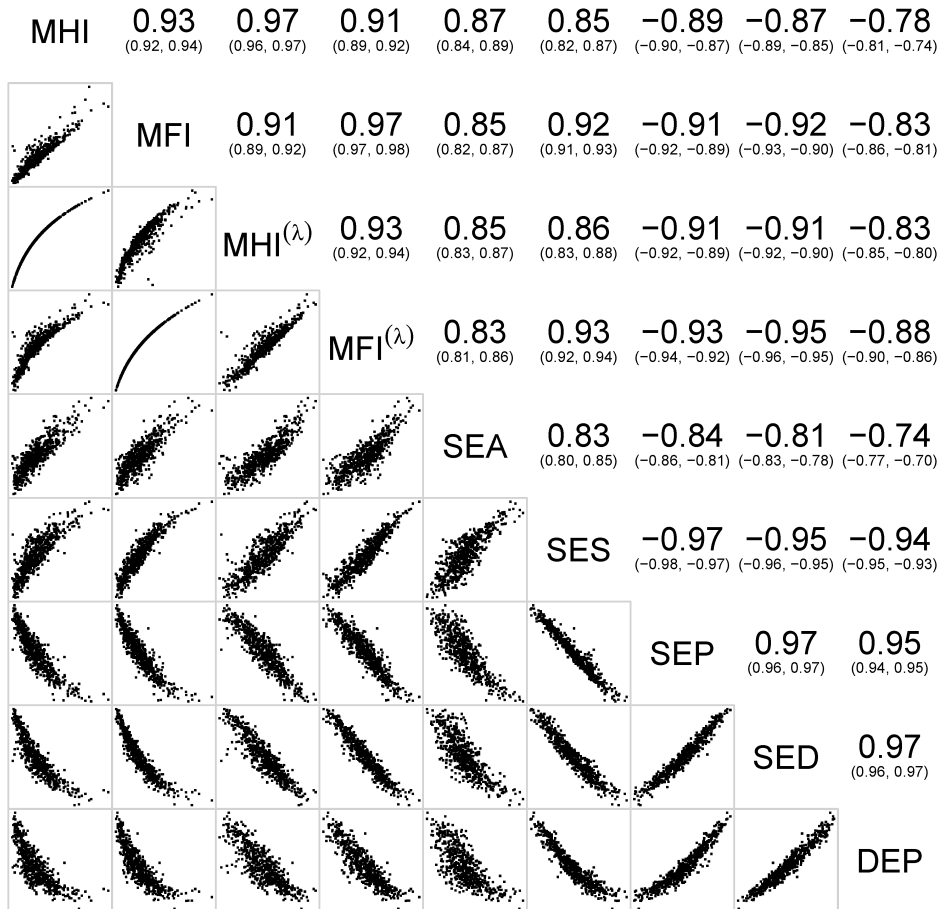 MHI 0.93 0.97 0.91 0.87 0.85 −0.89 −0.87 −0.78
(0.92, 0.94) (0.96, 0.97) (0.89, 0.92) (0.84, 0.89) (0.82, 0.87) (−0.90, −0.87) (−0.89, −0.85) (−0.81, −0.74)
MFI 0.91 0.97 0.85 0.92 −0.91 −0.92 −0.83
(0.89, 0.92) (0.97, 0.98) (0.82, 0.87) (0.91, 0.93) (−0.92, −0.89) (−0.93, −0.90) (−0.86, −0.81)
MHI(λ) 0.93 0.85 0.86 −0.91 −0.91 −0.83
(0.92, 0.94) (0.83, 0.87) (0.83, 0.88) (−0.92, −0.89) (−0.92, −0.90) (−0.85, −0.80)
MFI(λ) 0.83 0.93 −0.93 −0.95 −0.88
(0.81, 0.86) (0.92, 0.94) (−0.94, −0.92) (−0.96, −0.95) (−0.90, −0.86)
SEA 0.83 −0.84 −0.81 −0.74
(0.80, 0.85) (−0.86, −0.81) (−0.83, −0.78) (−0.77, −0.70)
SES −0.97 −0.95 −0.94
(−0.98, −0.97) (−0.96, −0.95) (−0.95, −0.93)
SEP 0.97 0.95
(0.96, 0.97) (0.94, 0.95)
SED 0.97
(0.96, 0.97)
DEP